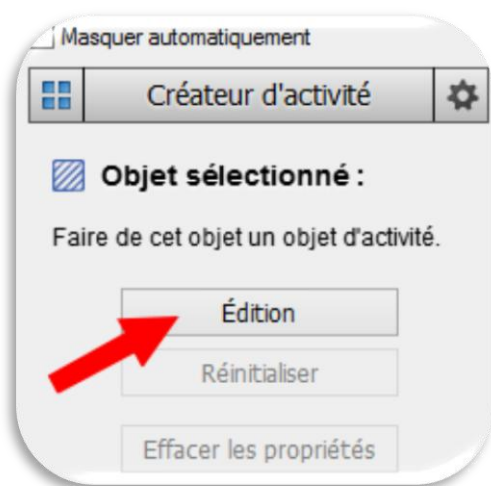 Masquer automatiquement
Créateur d'activité
Objet sélectionné :
Faire de cet objet un objet d'activité.
Édition
Réinitialiser
Effacer les propriétés